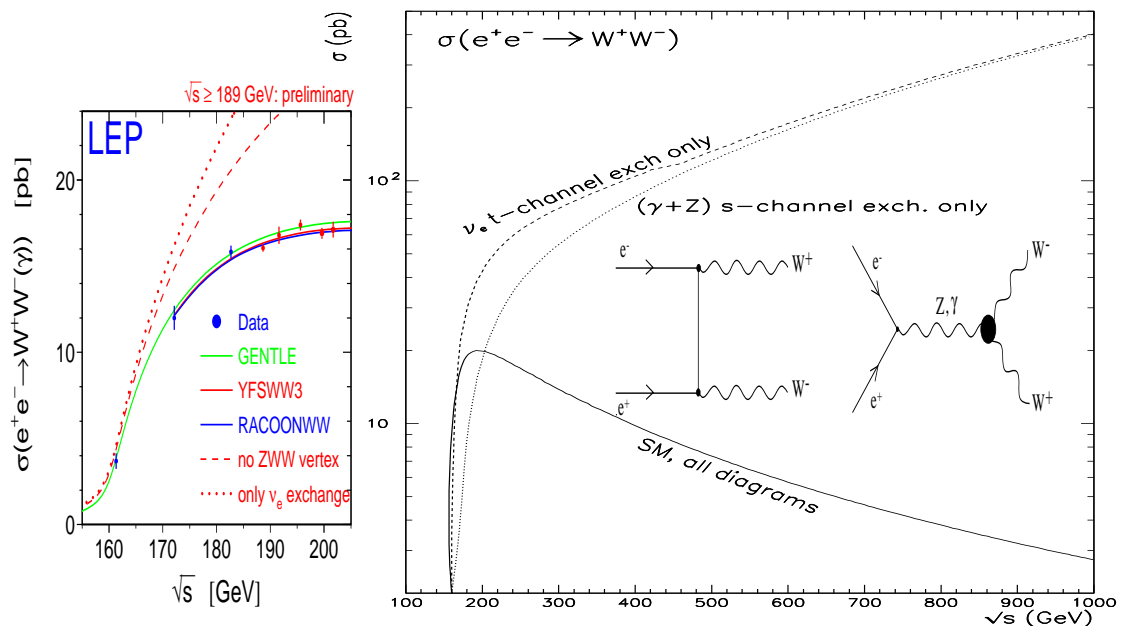 √s ≥ 189 GeV: preliminary
LEP
σ(e⁺e⁻→W⁺W⁻(γ)) [pb]
20
10
0
Data
GENTLE
YFSWW3
RACOONWW
no ZWW vertex
only νₑ exchange
160 170 180 190 200
√s [GeV]
σ (pb)
σ(e⁺e⁻ → W⁺W⁻)
10²
10
νₑ t-channel exch only
(γ+Z) s-channel exch. only
e⁻
W⁺
e⁺
W⁻
e⁻
e⁺
Z,γ
W⁻
W⁺
SM, all diagrams
100 200 300 400 500 600 700 800 900 1000
√s (GeV)